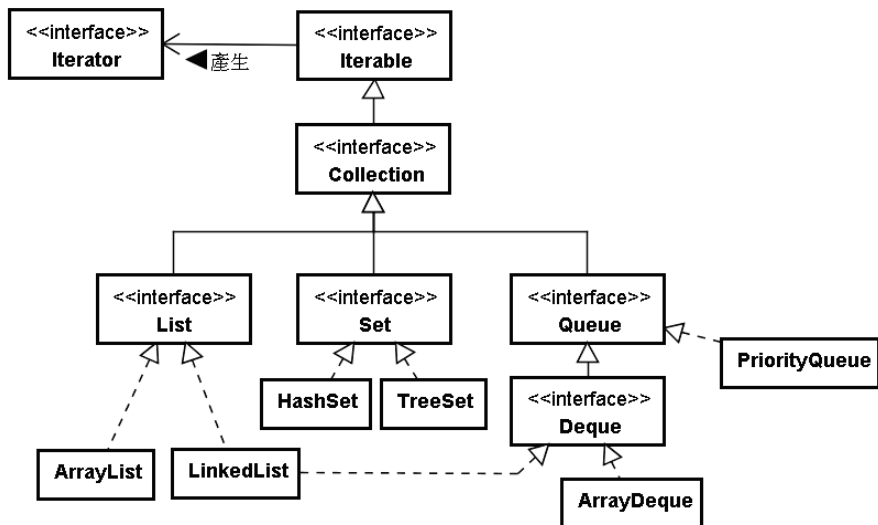 <<interface>>
Iterator
<<interface>>
Iterable
◀產生
<<interface>>
Collection
<<interface>>
List
<<interface>>
Set
<<interface>>
Queue
PriorityQueue
HashSet
TreeSet
<<interface>>
Deque
ArrayList
LinkedList
ArrayDeque